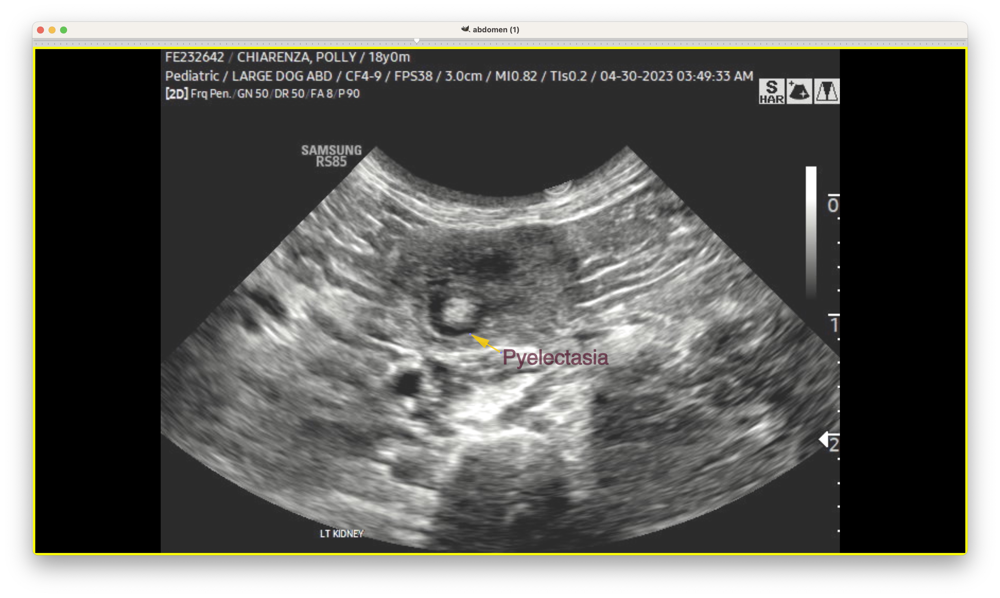 abdomen (1)
FE232642 / CHIARENZA, POLLY / 18y0m
Pediatric / LARGE DOG ABD / CF4-9 / FPS38 / 3.0cm / MI0.82 / TIs0.2 / 04-30-2023 03:49:33 AM
[2D] Frq Pen./GN 50/DR 50/FA 8/P 90
S
HAR
SAMSUNG
RS85
0
1
Pyelectasia
2
LT KIDNEY